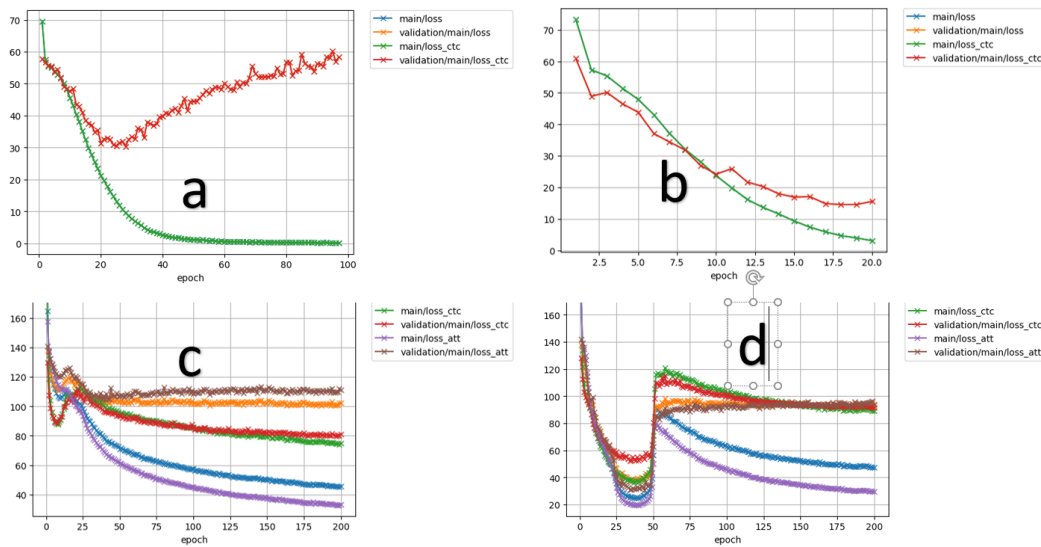 70
60
50
40
30
20
10
0
0 20 40 60 80 100
epoch
main/loss
validation/main/loss
main/loss_ctc
validation/main/loss_ctc
a
70
60
50
40
30
20
10
0
2.5 5.0 7.5 10.0 12.5 15.0 17.5 20.0
epoch
main/loss
validation/main/loss
main/loss_ctc
validation/main/loss_ctc
b
160
140
120
100
80
60
40
0 25 50 75 100 125 150 175 200
epoch
main/loss_ctc
validation/main/loss_ctc
main/loss_att
validation/main/loss_att
c
160
140
120
100
80
60
40
20
0 25 50 75 100 125 150 175 200
epoch
main/loss_ctc
validation/main/loss_ctc
main/loss_att
validation/main/loss_att
d